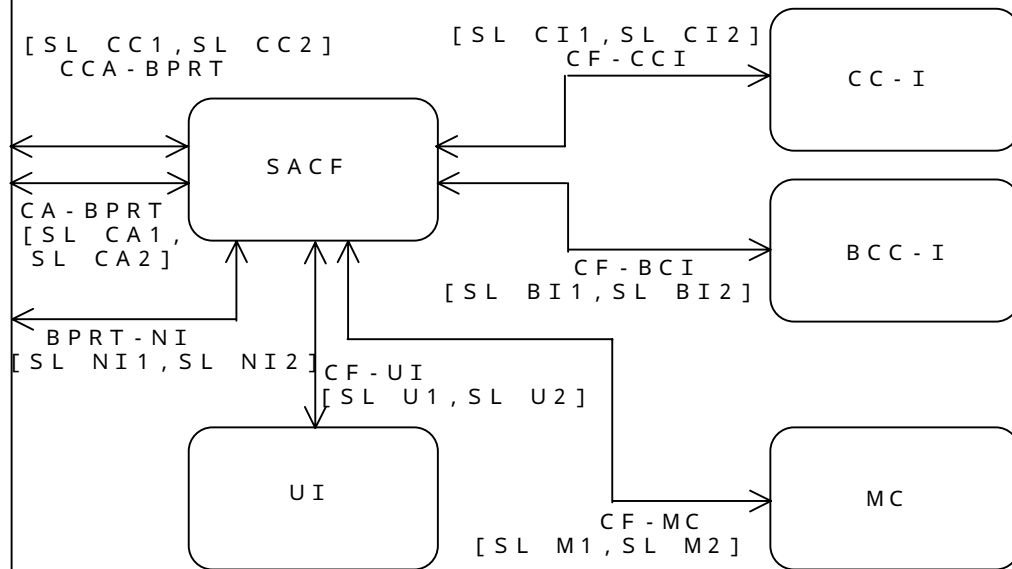 [SL CC1,SL CC2]
CCA-BPRT
[SL CI1,SL CI2]
CF-CCI
CC-I
SACF
CA-BPRT
[SL CA1,
SL CA2]
BCC-I
CF-BCI
[SL BI1,SL BI2]
BPRT-NI
[SL NI1,SL NI2]
CF-UI
[SL U1,SL U2]
UI
MC
CF-MC
[SL M1,SL M2]